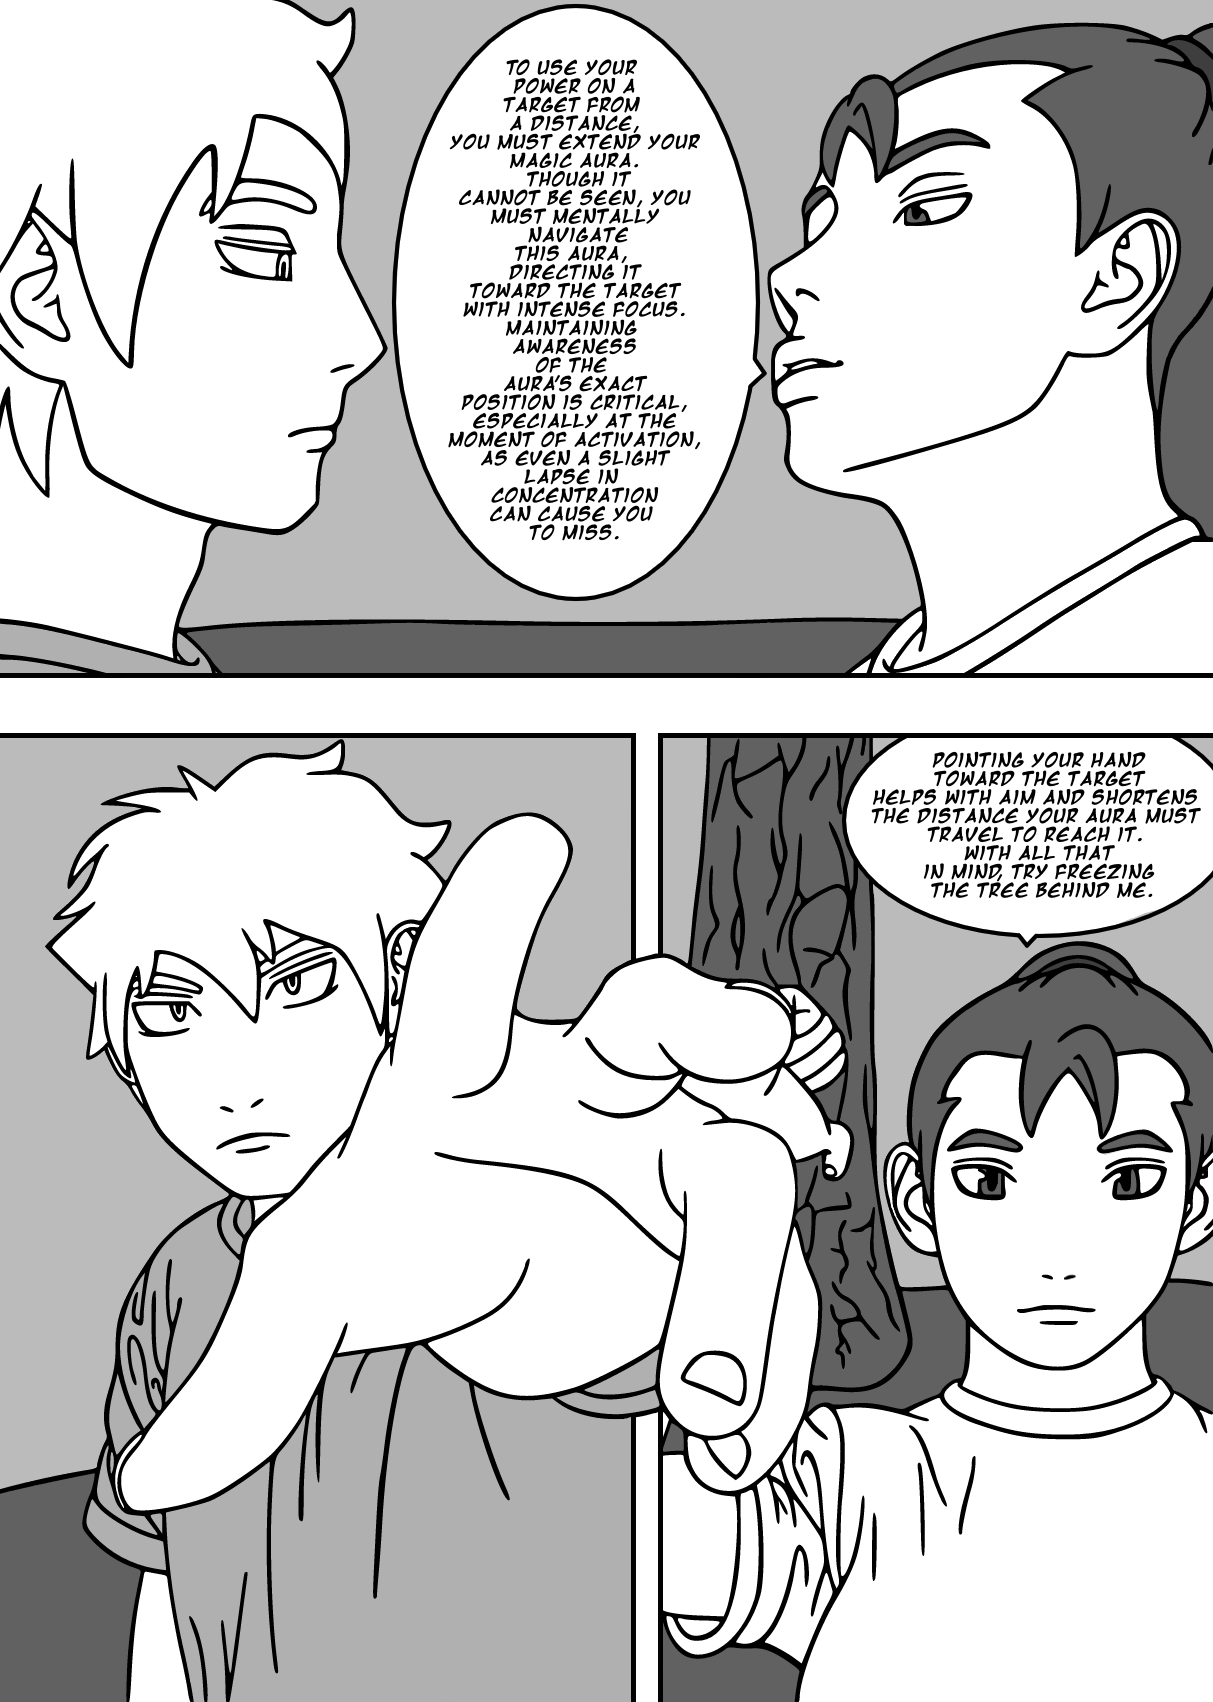 TO USE YOUR
POWER ON A
TARGET FROM
A DISTANCE,
YOU MUST EXTEND YOUR
MAGIC AURA.
THOUGH IT
CANNOT BE SEEN, YOU
MUST MENTALLY
NAVIGATE
THIS AURA,
DIRECTING IT
TOWARD THE TARGET
WITH INTENSE FOCUS.
MAINTAINING
AWARENESS
OF THE
AURA'S EXACT
POSITION IS CRITICAL,
ESPECIALLY AT THE
MOMENT OF ACTIVATION,
AS EVEN A SLIGHT
LAPSE IN
CONCENTRATION
CAN CAUSE YOU
TO MISS.
POINTING YOUR HAND
TOWARD THE TARGET
HELPS WITH AIM AND SHORTENS
THE DISTANCE YOUR AURA MUST
TRAVEL TO REACH IT.
WITH ALL THAT
IN MIND, TRY FREEZING
THE TREE BEHIND ME.